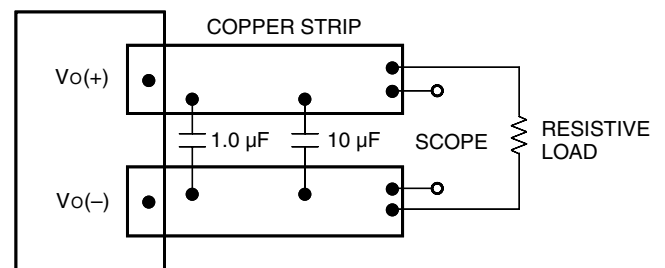 COPPER STRIP
VO(+)
1.0 µF
10 µF
SCOPE
RESISTIVE
LOAD
VO(–)